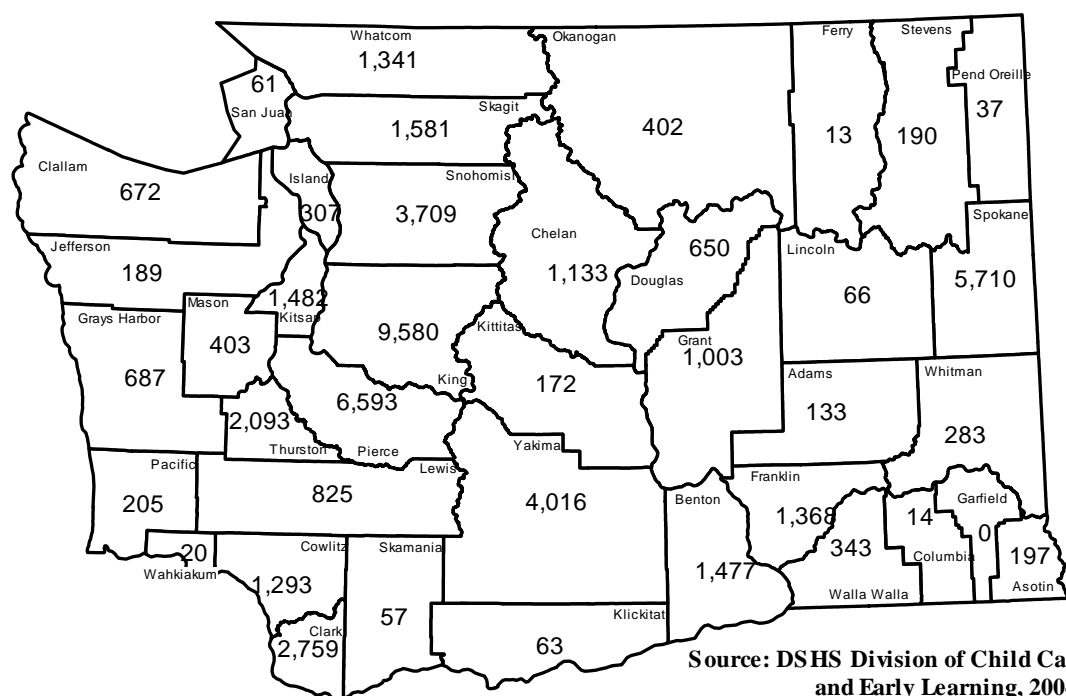 Whatcom
1,341
Okanogan
402
Ferry
13
Stevens
190
Pend Oreille
37
61
San Juan
Skagit
1,581
Clallam
672
Island
307
Snohomis
3,709
Chelan
1,133
650
Douglas
Lincoln
66
Spokane
5,710
Jefferson
189
Mason
403
1,482
Kitsap
9,580
King
Kittitas
172
Grant
1,003
Adams
133
Whitman
283
Grays Harbor
687
2,093
Thurston
6,593
Pierce
Lewis
825
Yakima
4,016
Benton
1,477
Franklin
1,368
343
Walla Walla
14
Columbia
Garfield
0
197
Asotin
Pacific
205
20
Wahkiakum
Cowlitz
1,293
Skamania
57
Clark
2,759
Klickitat
63
Source: DSHS Division of Child Ca
and Early Learning, 200